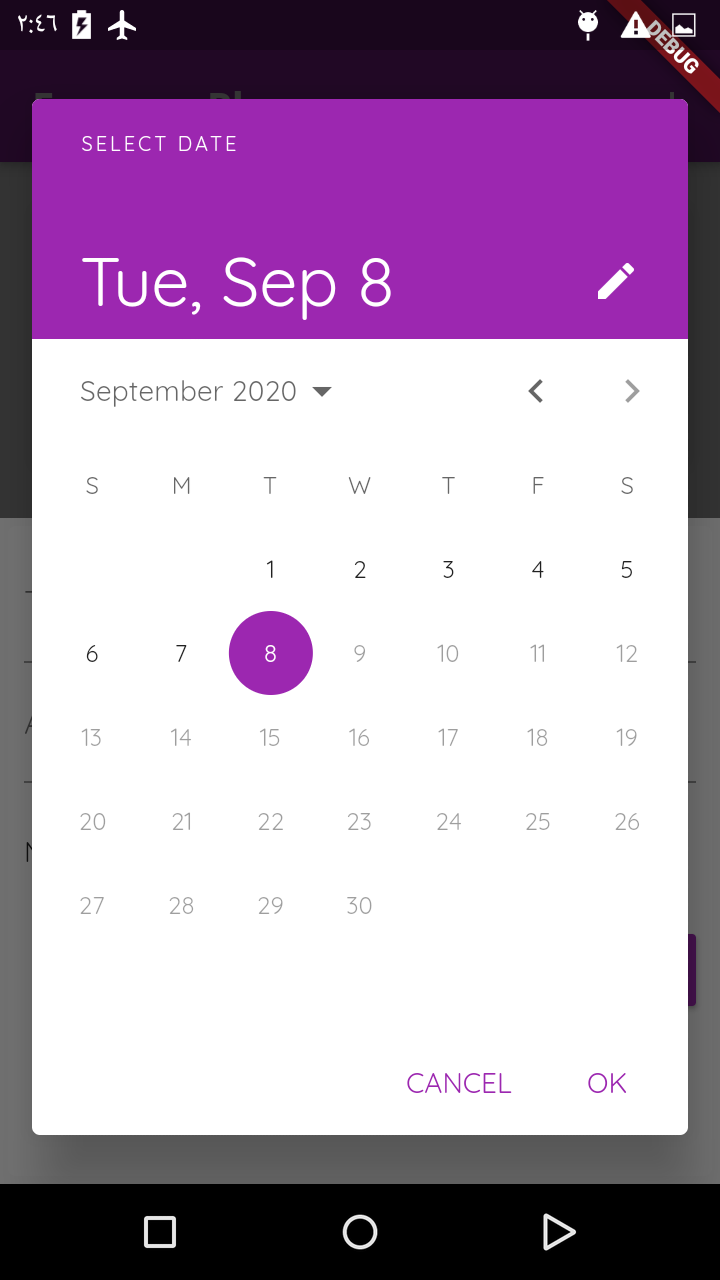 ٢:٤٦
DEBUG
SELECT DATE
Tue, Sep 8
September 2020
S M T W T F S
1 2 3 4 5
6 7 8 9 10 11 12
13 14 15 16 17 18 19
20 21 22 23 24 25 26
27 28 29 30
CANCEL OK